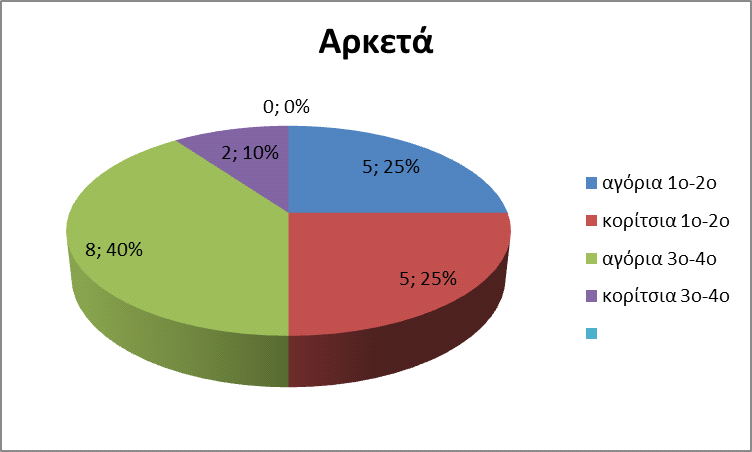 Αρκετά
0; 0%
2; 10%
5; 25%
8; 40%
5; 25%
αγόρια 1ο-2ο
κορίτσια 1ο-2ο
αγόρια 3ο-4ο
κορίτσια 3ο-4ο